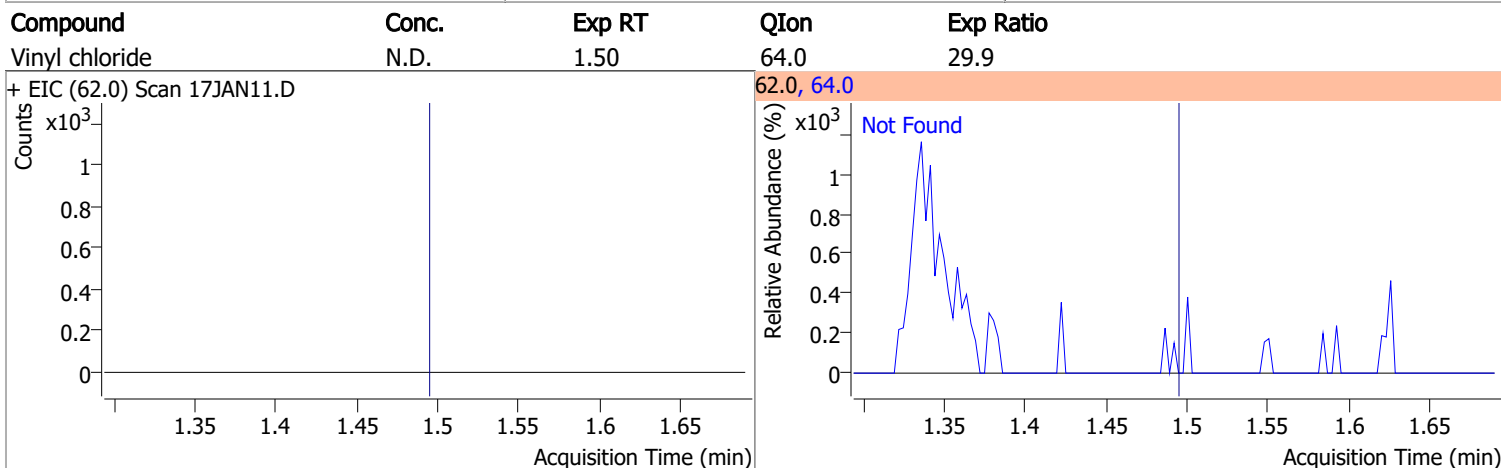 Compound Conc. Exp RT QIon Exp Ratio
Vinyl chloride N.D. 1.50 64.0 29.9
+ EIC (62.0) Scan 17JAN11.D
Counts
x10³
1
0.8
0.6
0.4
0.2
0
1.35 1.4 1.45 1.5 1.55 1.6 1.65
Acquisition Time (min)
62.0, 64.0
Relative Abundance (%)
x10³
Not Found
1
0.8
0.6
0.4
0.2
0
1.35 1.4 1.45 1.5 1.55 1.6 1.65
Acquisition Time (min)